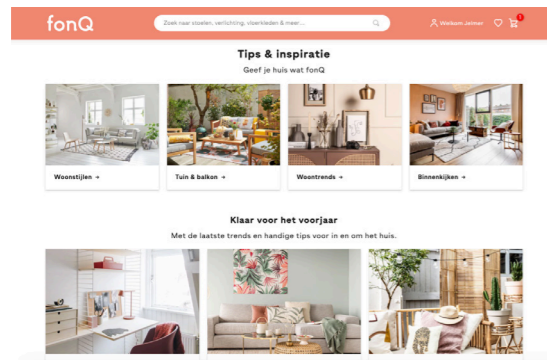 fonQ
Zoek naar stoelen, verlichting, vloerkleden & meer...
Welkom Jelmer
1
Tips & inspiratie
Geef je huis wat fonQ
Woonstijlen →
Tuin & balkon →
Woontrends →
Binnenkijken →
Klaar voor het voorjaar
Met de laatste trends en handige tips voor in en om het huis.